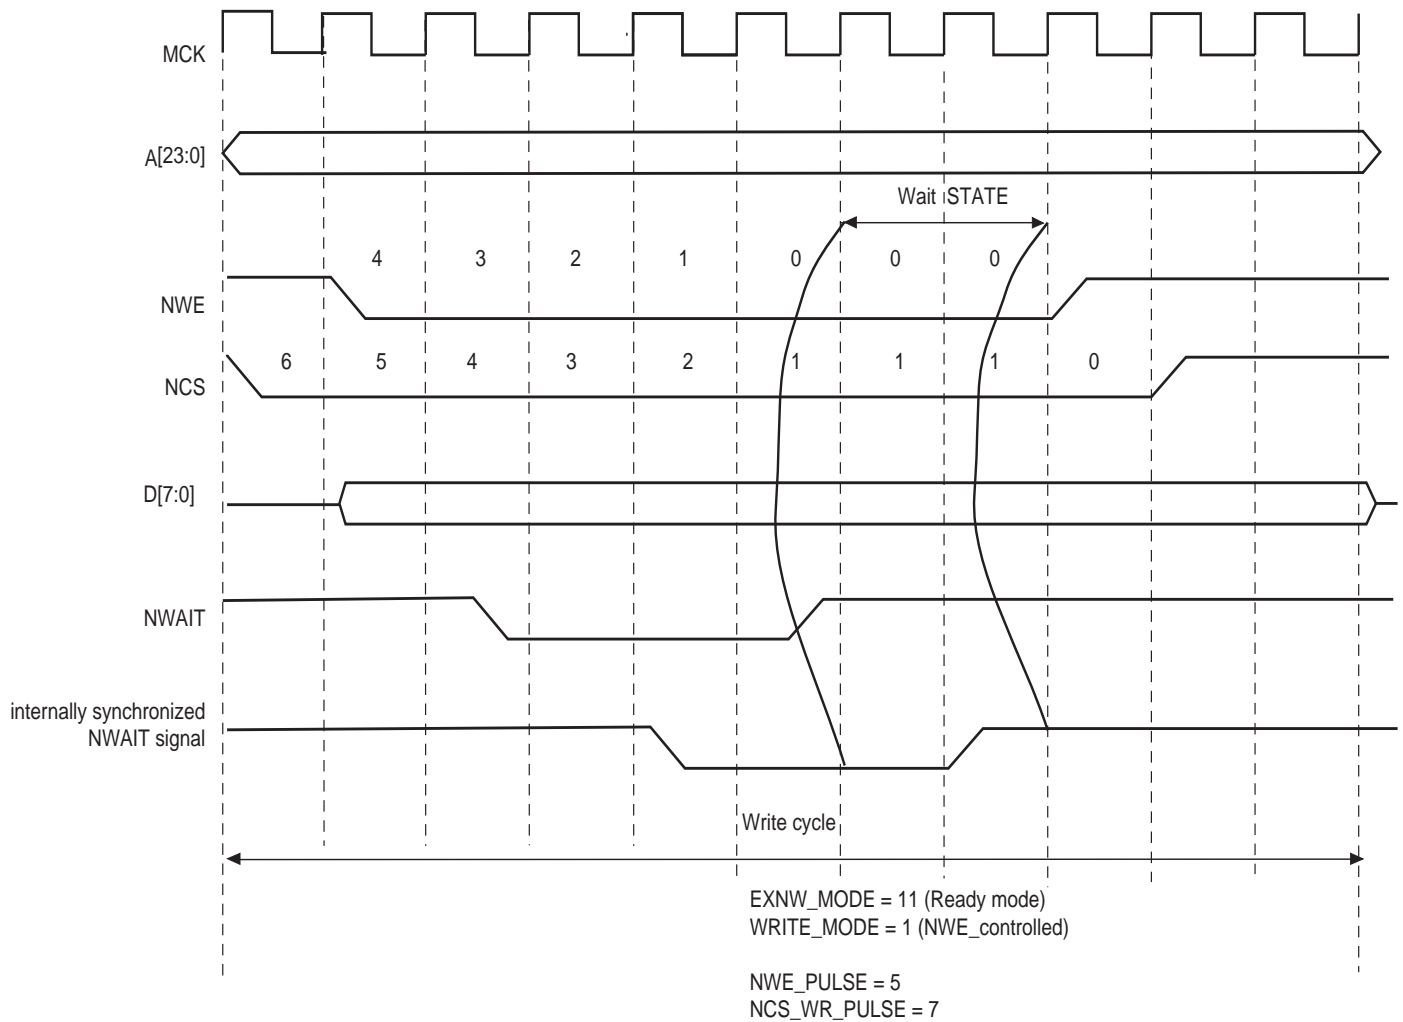 MCK
A[23:0]
Wait STATE
4 3 2 1 0 0 0
NWE
6 5 4 3 2 1 1 1 0
NCS
D[7:0]
NWAIT
internally synchronized
NWAIT signal
Write cycle
EXNW_MODE = 11 (Ready mode)
WRITE_MODE = 1 (NWE_controlled)
NWE_PULSE = 5
NCS_WR_PULSE = 7